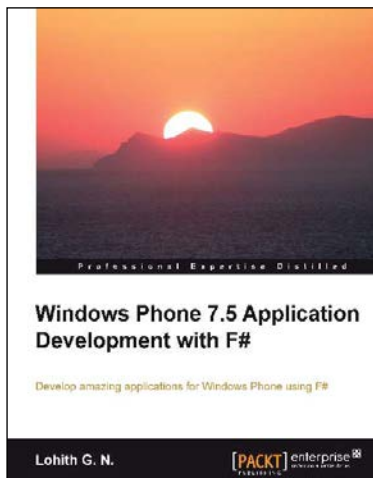 Professional Expertise Distilled
Windows Phone 7.5 Application
Development with F#
Develop amazing applications for Windows Phone using F#
Lohith G. N.
[PACKT] enterprise
PUBLISHING